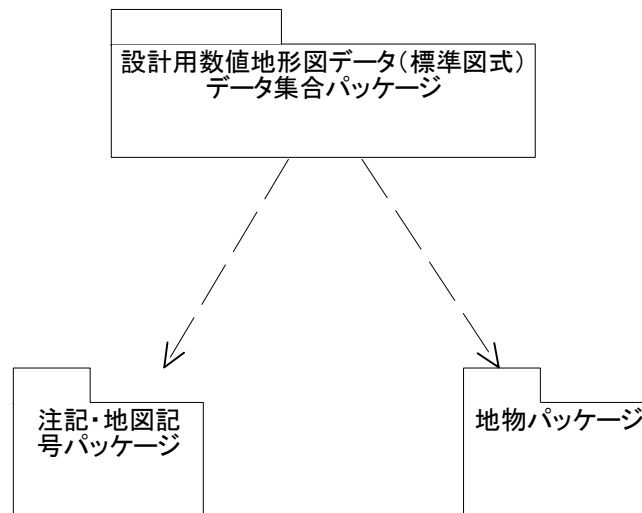 設計用数値地形図データ（標準図式）
データ集合パッケージ
注記・地図記
号パッケージ
地物パッケージ